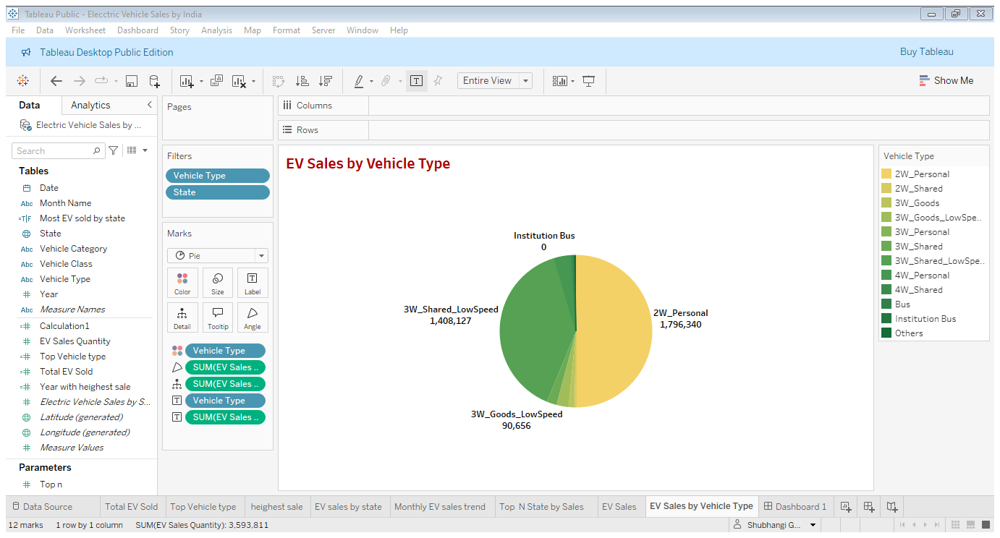 Tableau Public - Elecctric Vehicle Sales by India
File Data Worksheet Dashboard Story Analysis Map Format Server Window Help
Tableau Desktop Public Edition
Buy Tableau
Entire View
Show Me
Data
Analytics
Electric Vehicle Sales by ...
Search
Tables
Date
Abc Month Name
=T|F Most EV sold by state
State
Abc Vehicle Category
Abc Vehicle Class
Abc Vehicle Type
# Year
Abc Measure Names
=# Calculation1
# EV Sales Quantity
=# Top Vehicle type
=# Total EV Sold
=# Year with heighest sale
# Electric Vehicle Sales by S...
Latitude (generated)
Longitude (generated)
# Measure Values
Parameters
# Top n
Pages
Filters
Vehicle Type
State
Marks
Pie
Color
Size
T Label
Detail
Tooltip
Angle
Vehicle Type
SUM(EV Sales ..
SUM(EV Sales ..
T Vehicle Type
T SUM(EV Sales ..
Columns
Rows
EV Sales by Vehicle Type
Institution Bus
0
3W_Shared_LowSpeed
1,408,127
2W_Personal
1,796,340
3W_Goods_LowSpeed
90,656
Vehicle Type
2W_Personal
2W_Shared
3W_Goods
3W_Goods_LowSpe..
3W_Personal
3W_Shared
3W_Shared_LowSpe..
4W_Personal
4W_Shared
Bus
Institution Bus
Others
Data Source
Total EV Sold
Top Vehicle type
heighest sale
EV sales by state
Monthly EV sales trend
Top N State by Sales
EV Sales
EV Sales by Vehicle Type
Dashboard 1
12 marks 1 row by 1 column SUM(EV Sales Quantity): 3,593,811
Shubhangi G...